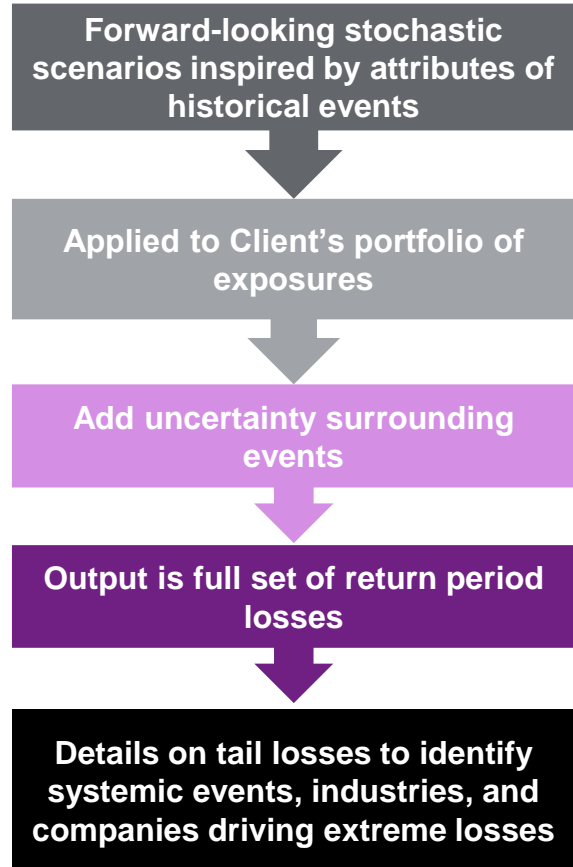 Forward-looking stochastic
scenarios inspired by attributes of
historical events
Applied to Client's portfolio of
exposures
Add uncertainty surrounding
events
Output is full set of return period
losses
Details on tail losses to identify
systemic events, industries, and
companies driving extreme losses